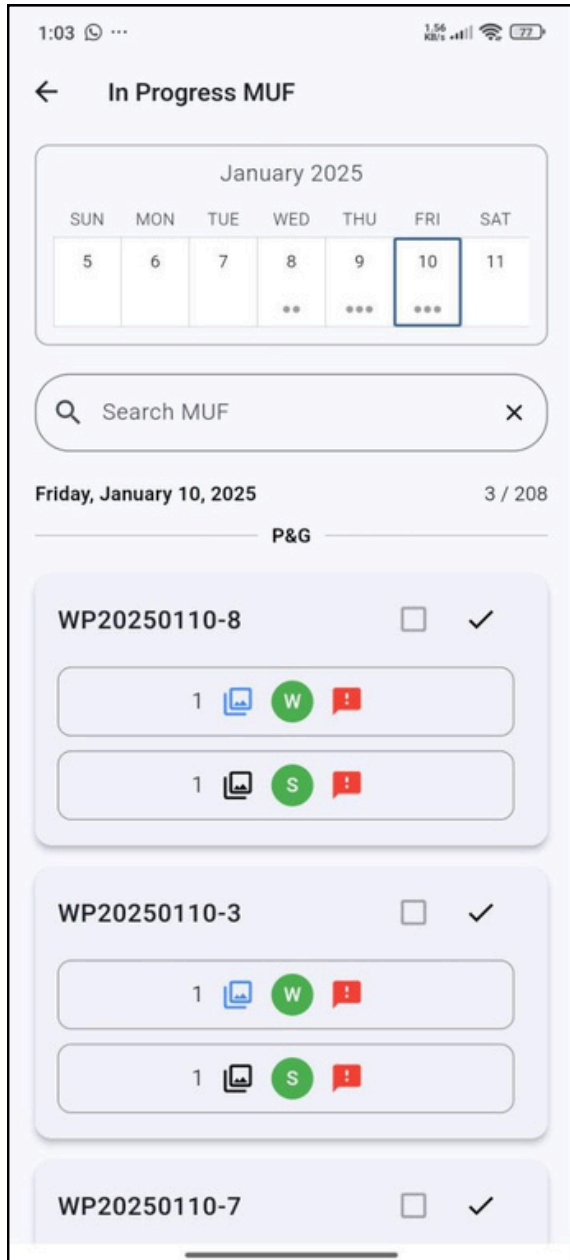 1:03 ... 1.56 KB/s 77
In Progress MUF
January 2025
SUN MON TUE WED THU FRI SAT
5 6 7 8 9 10 11
Search MUF
Friday, January 10, 2025 3 / 208
P&G
WP20250110-8
1 W !
1 S !
WP20250110-3
1 W !
1 S !
WP20250110-7